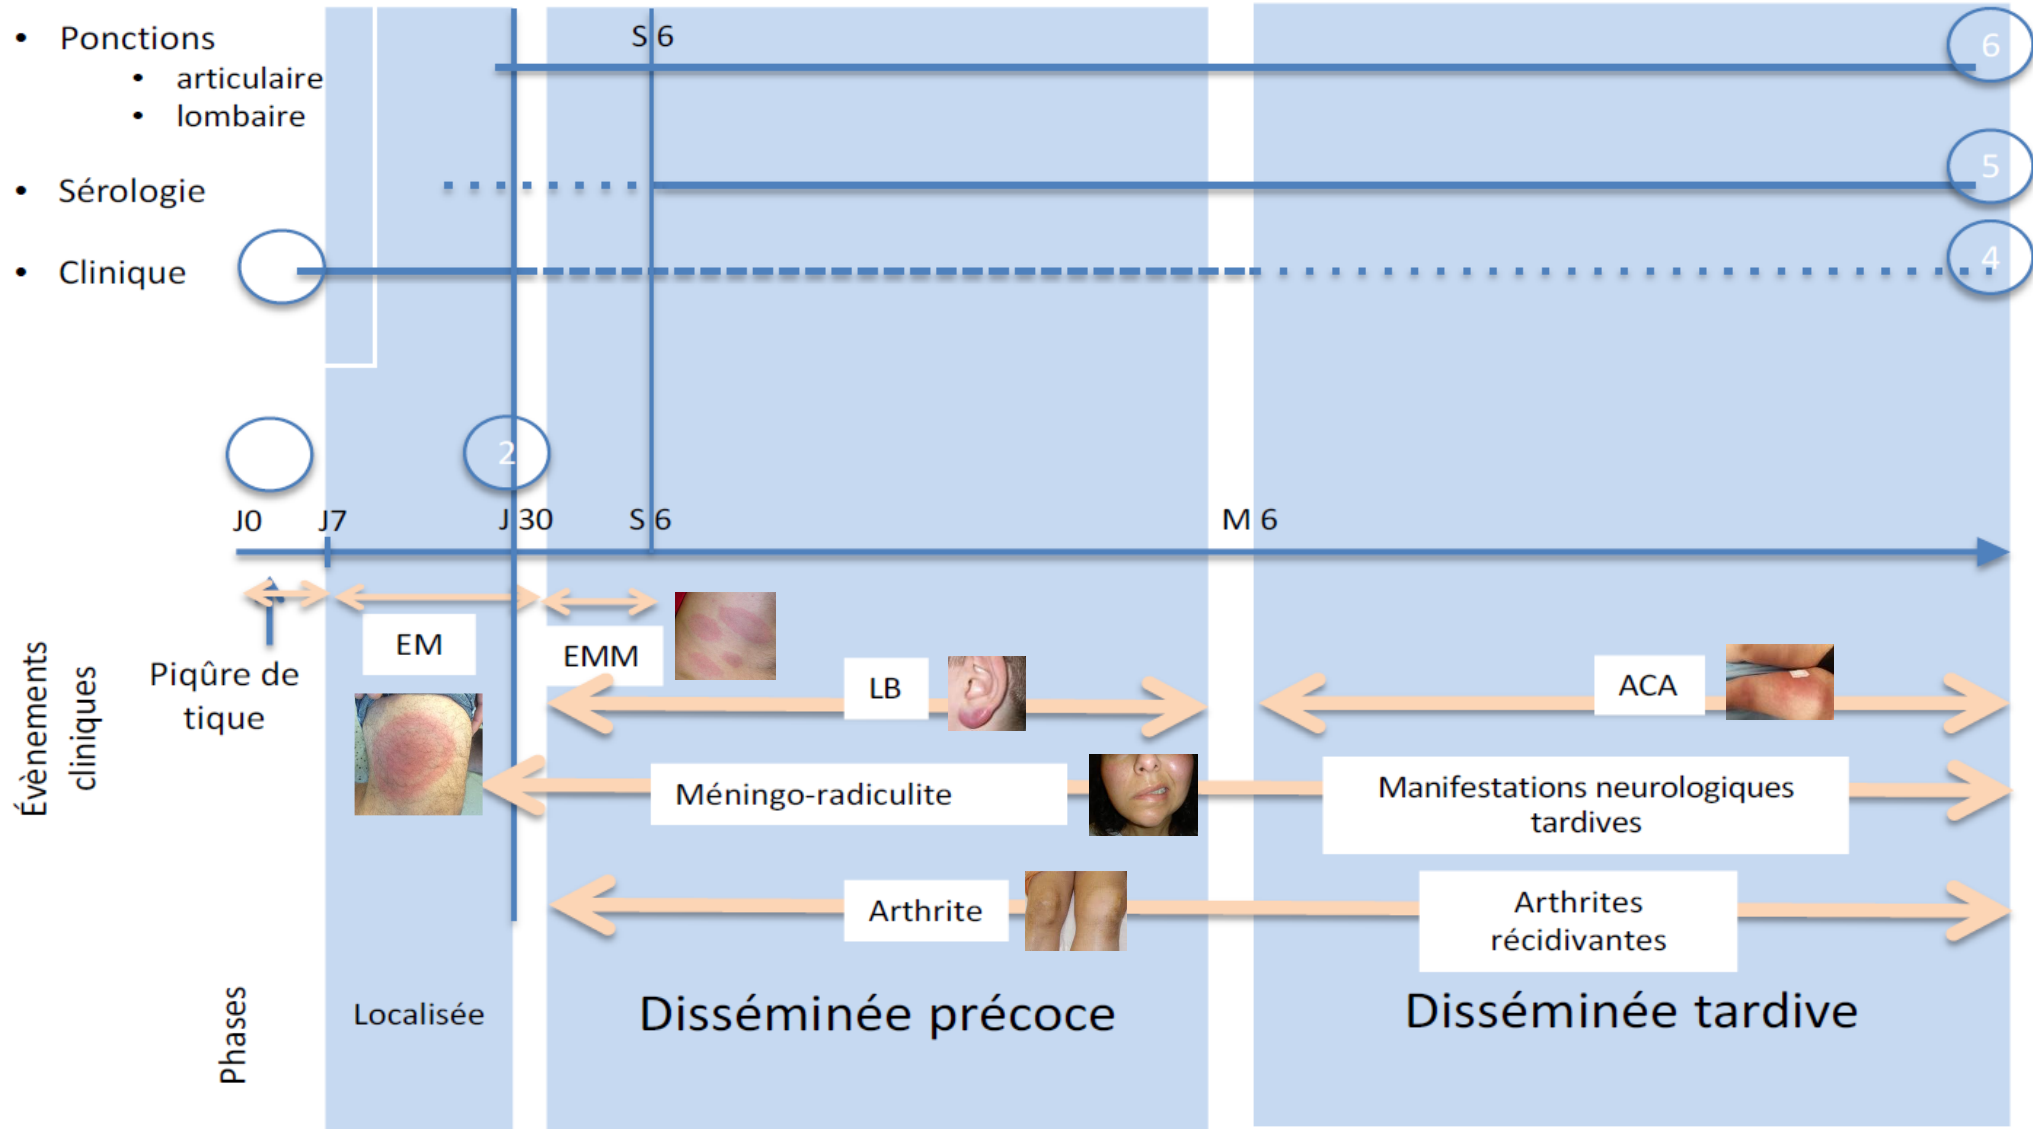 • Ponctions
• articulaire
• lombaire
• Sérologie
• Clinique
S 6
6
5
4
2
J0
J7
J 30
S 6
M 6
Évènements
cliniques
Piqûre de
tique
EM
EMM
LB
ACA
Méningo-radiculite
Manifestations neurologiques
tardives
Arthrite
Arthrites
récidivantes
Phases
Localisée
Disséminée précoce
Disséminée tardive